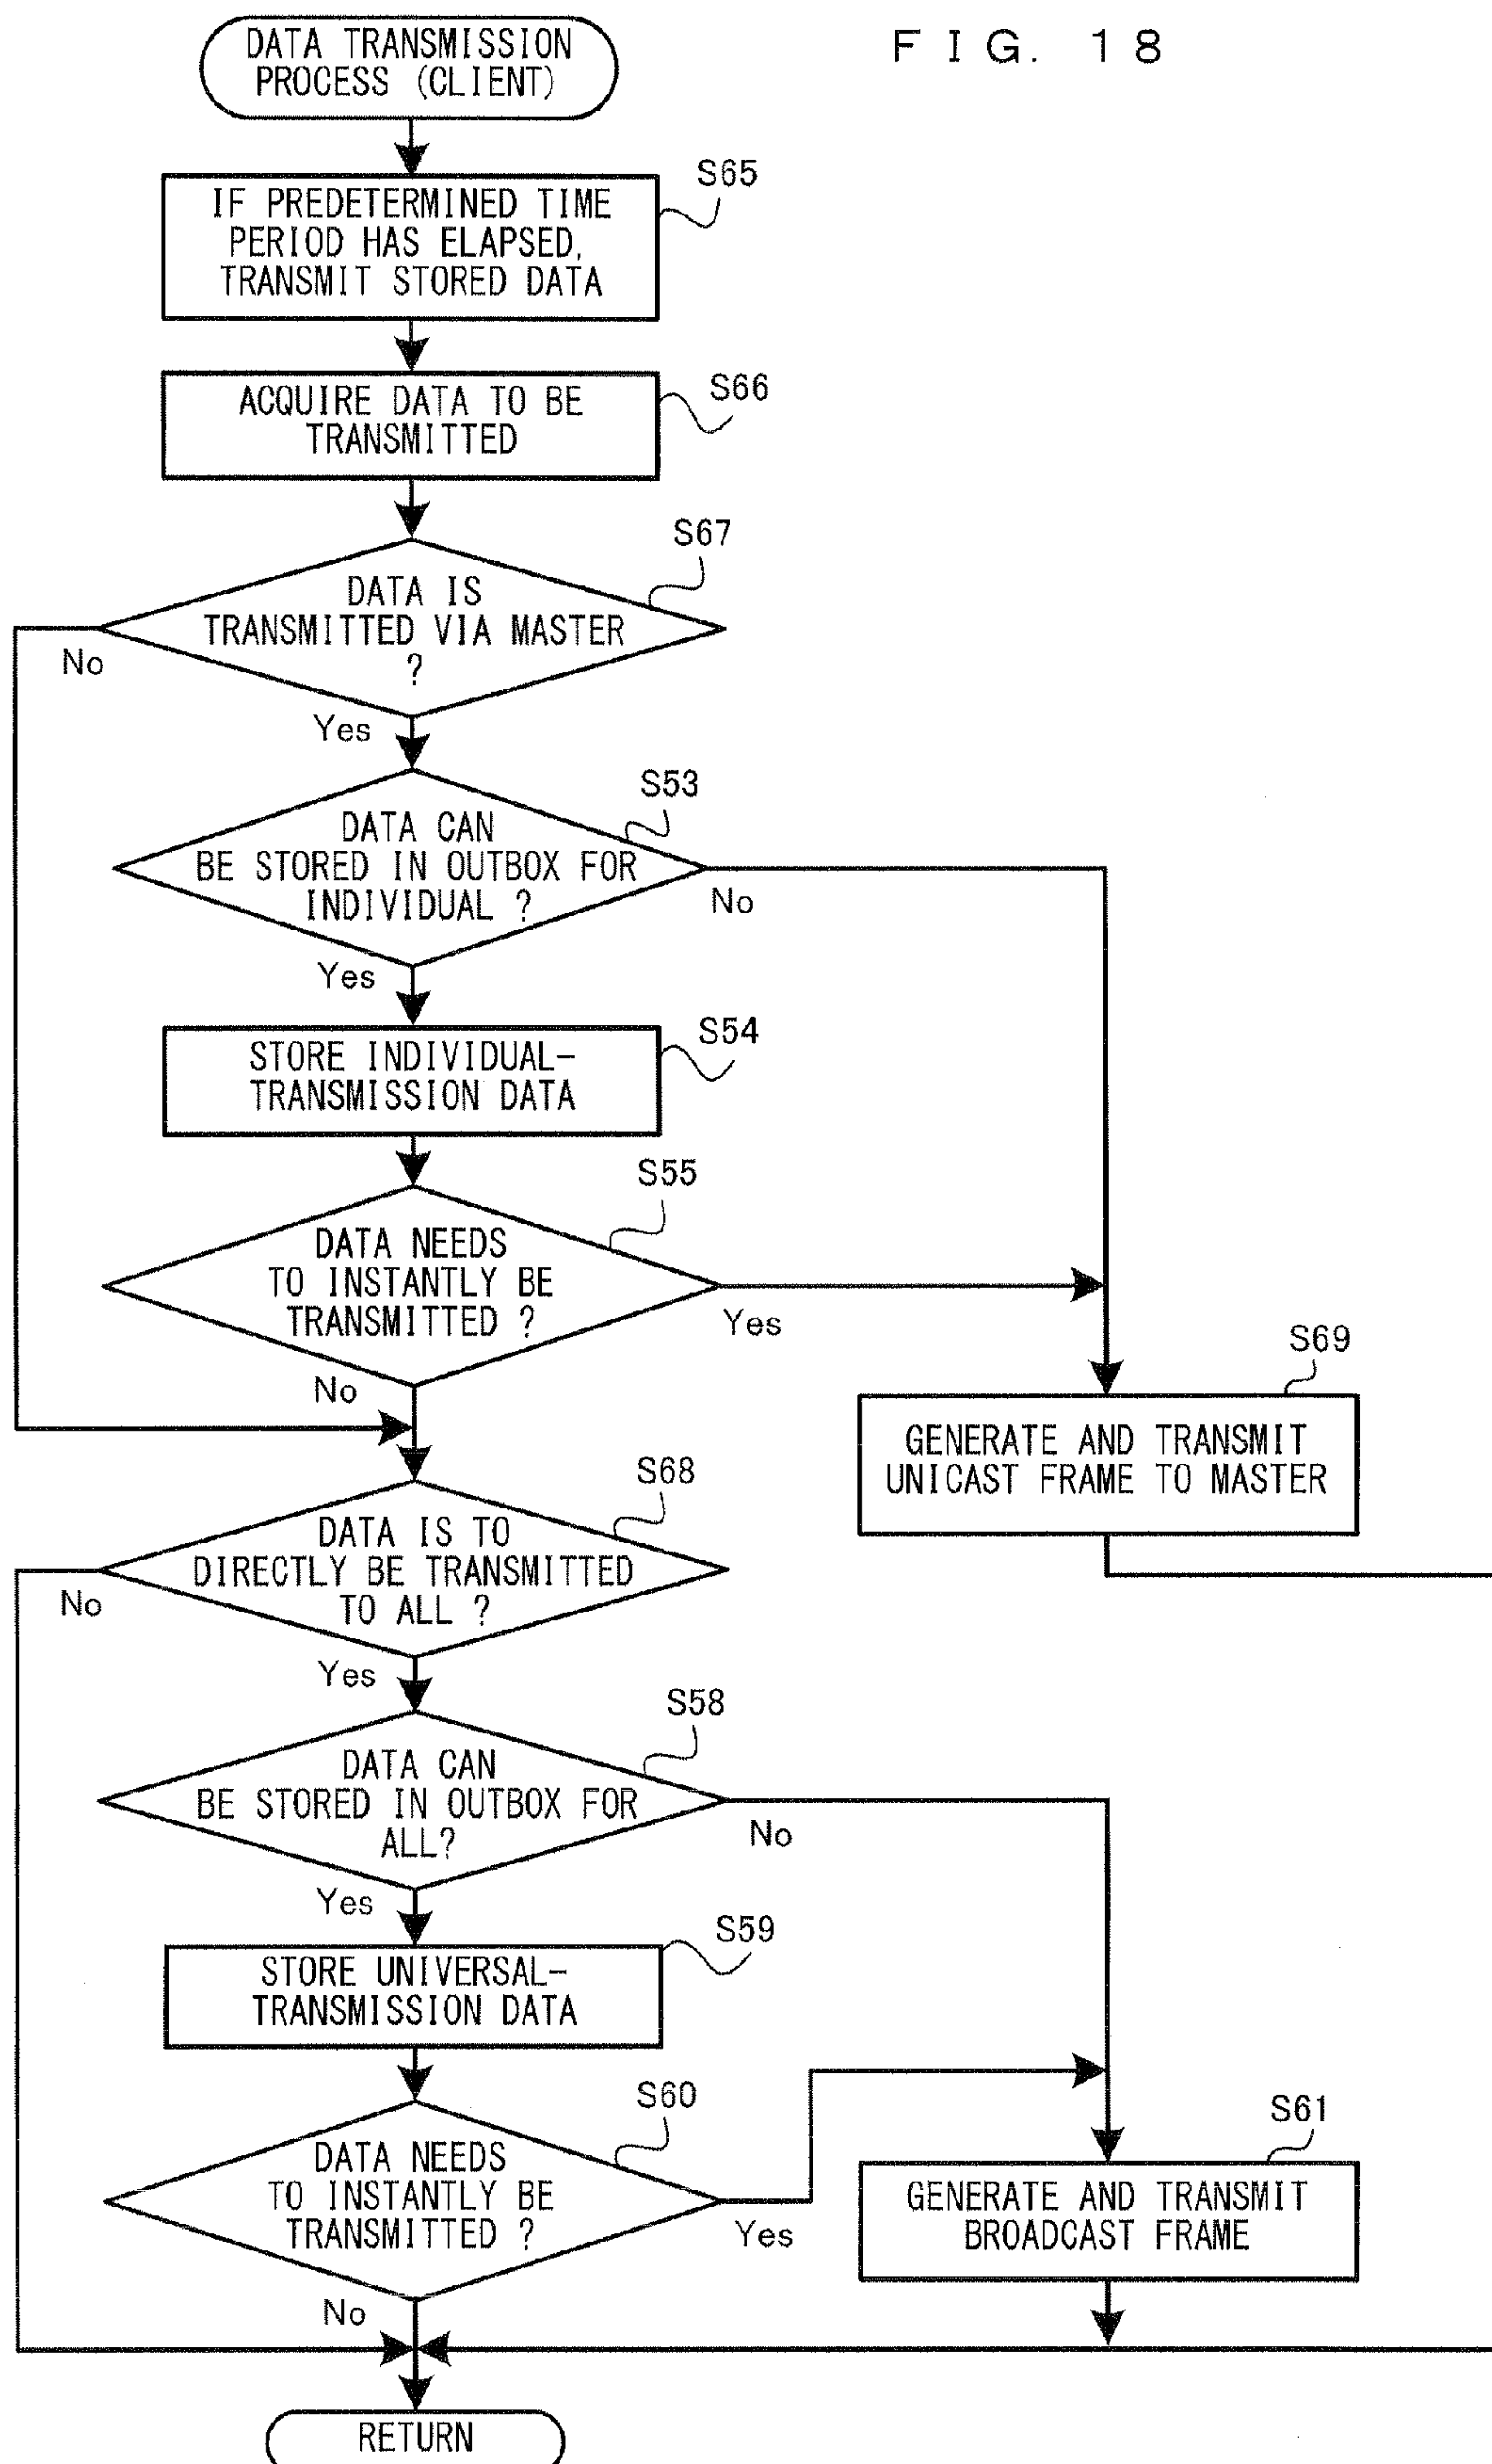 FIG. 18
DATA TRANSMISSION
PROCESS (CLIENT)
S65
IF PREDETERMINED TIME
PERIOD HAS ELAPSED,
TRANSMIT STORED DATA
S66
ACQUIRE DATA TO BE
TRANSMITTED
S67
DATA IS
TRANSMITTED VIA MASTER
?
No
Yes
S53
DATA CAN
BE STORED IN OUTBOX FOR
INDIVIDUAL ?
No
Yes
S54
STORE INDIVIDUAL-
TRANSMISSION DATA
S55
DATA NEEDS
TO INSTANTLY BE
TRANSMITTED ?
Yes
No
S69
GENERATE AND TRANSMIT
UNICAST FRAME TO MASTER
S68
DATA IS TO
DIRECTLY BE TRANSMITTED
TO ALL ?
No
Yes
S58
DATA CAN
BE STORED IN OUTBOX FOR
ALL?
No
Yes
S59
STORE UNIVERSAL-
TRANSMISSION DATA
S60
DATA NEEDS
TO INSTANTLY BE
TRANSMITTED ?
Yes
No
S61
GENERATE AND TRANSMIT
BROADCAST FRAME
RETURN